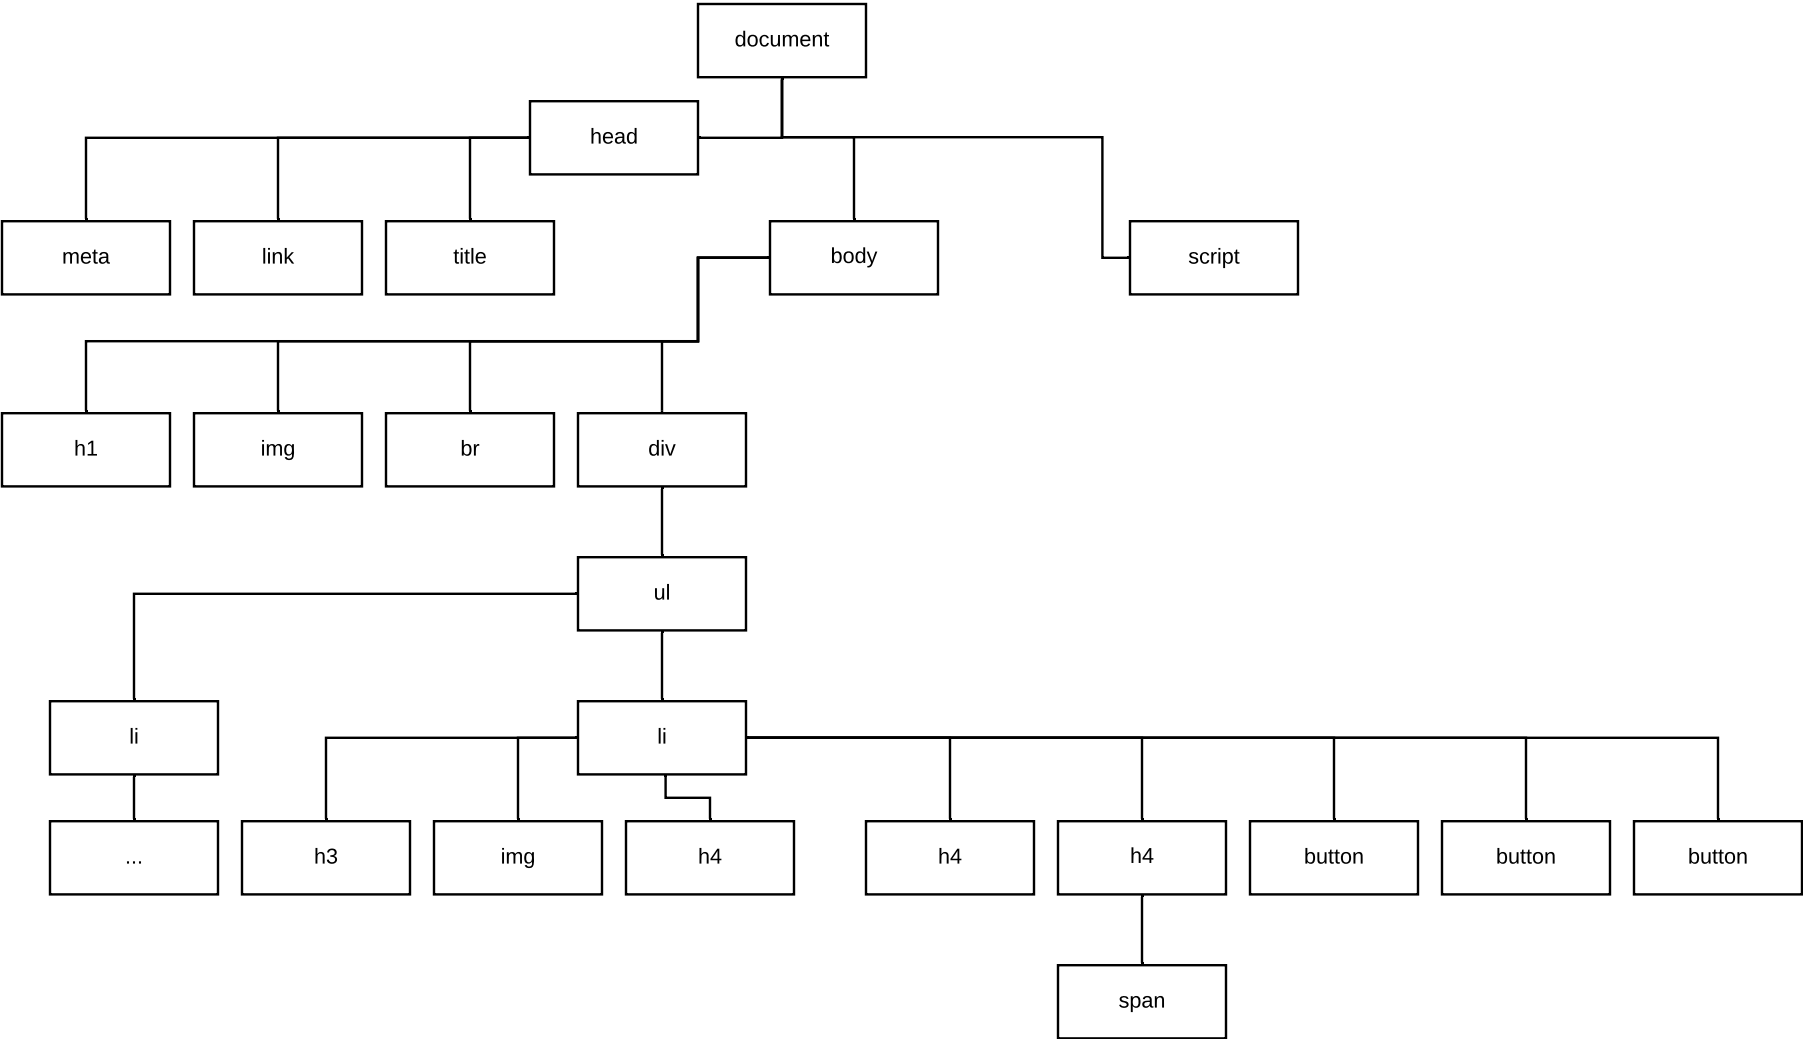 document
head
meta
link
title
body
script
h1
img
br
div
ul
li
li
...
h3
img
h4
h4
h4
button
button
button
span